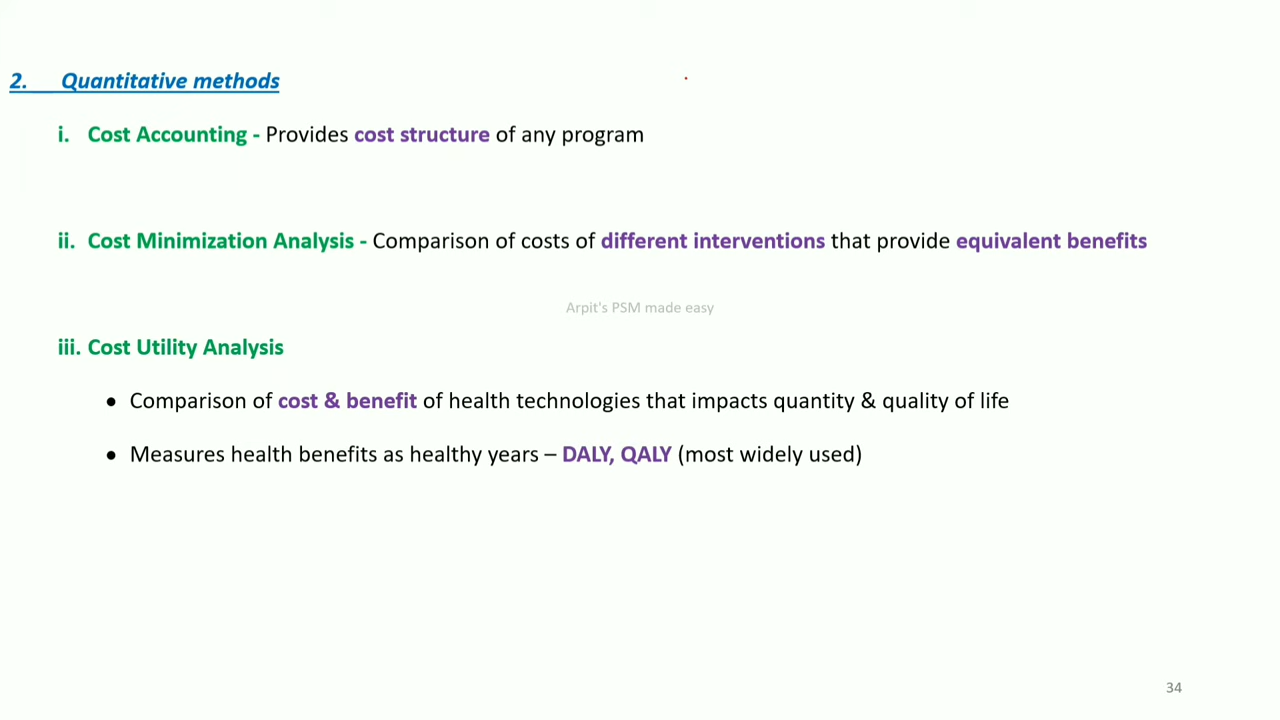 2. Quantitative methods
i. Cost Accounting - Provides cost structure of any program
ii. Cost Minimization Analysis - Comparison of costs of different interventions that provide equivalent benefits
Arpit's PSM made easy
iii. Cost Utility Analysis
• Comparison of cost & benefit of health technologies that impacts quantity & quality of life
• Measures health benefits as healthy years – DALY, QALY (most widely used)
34